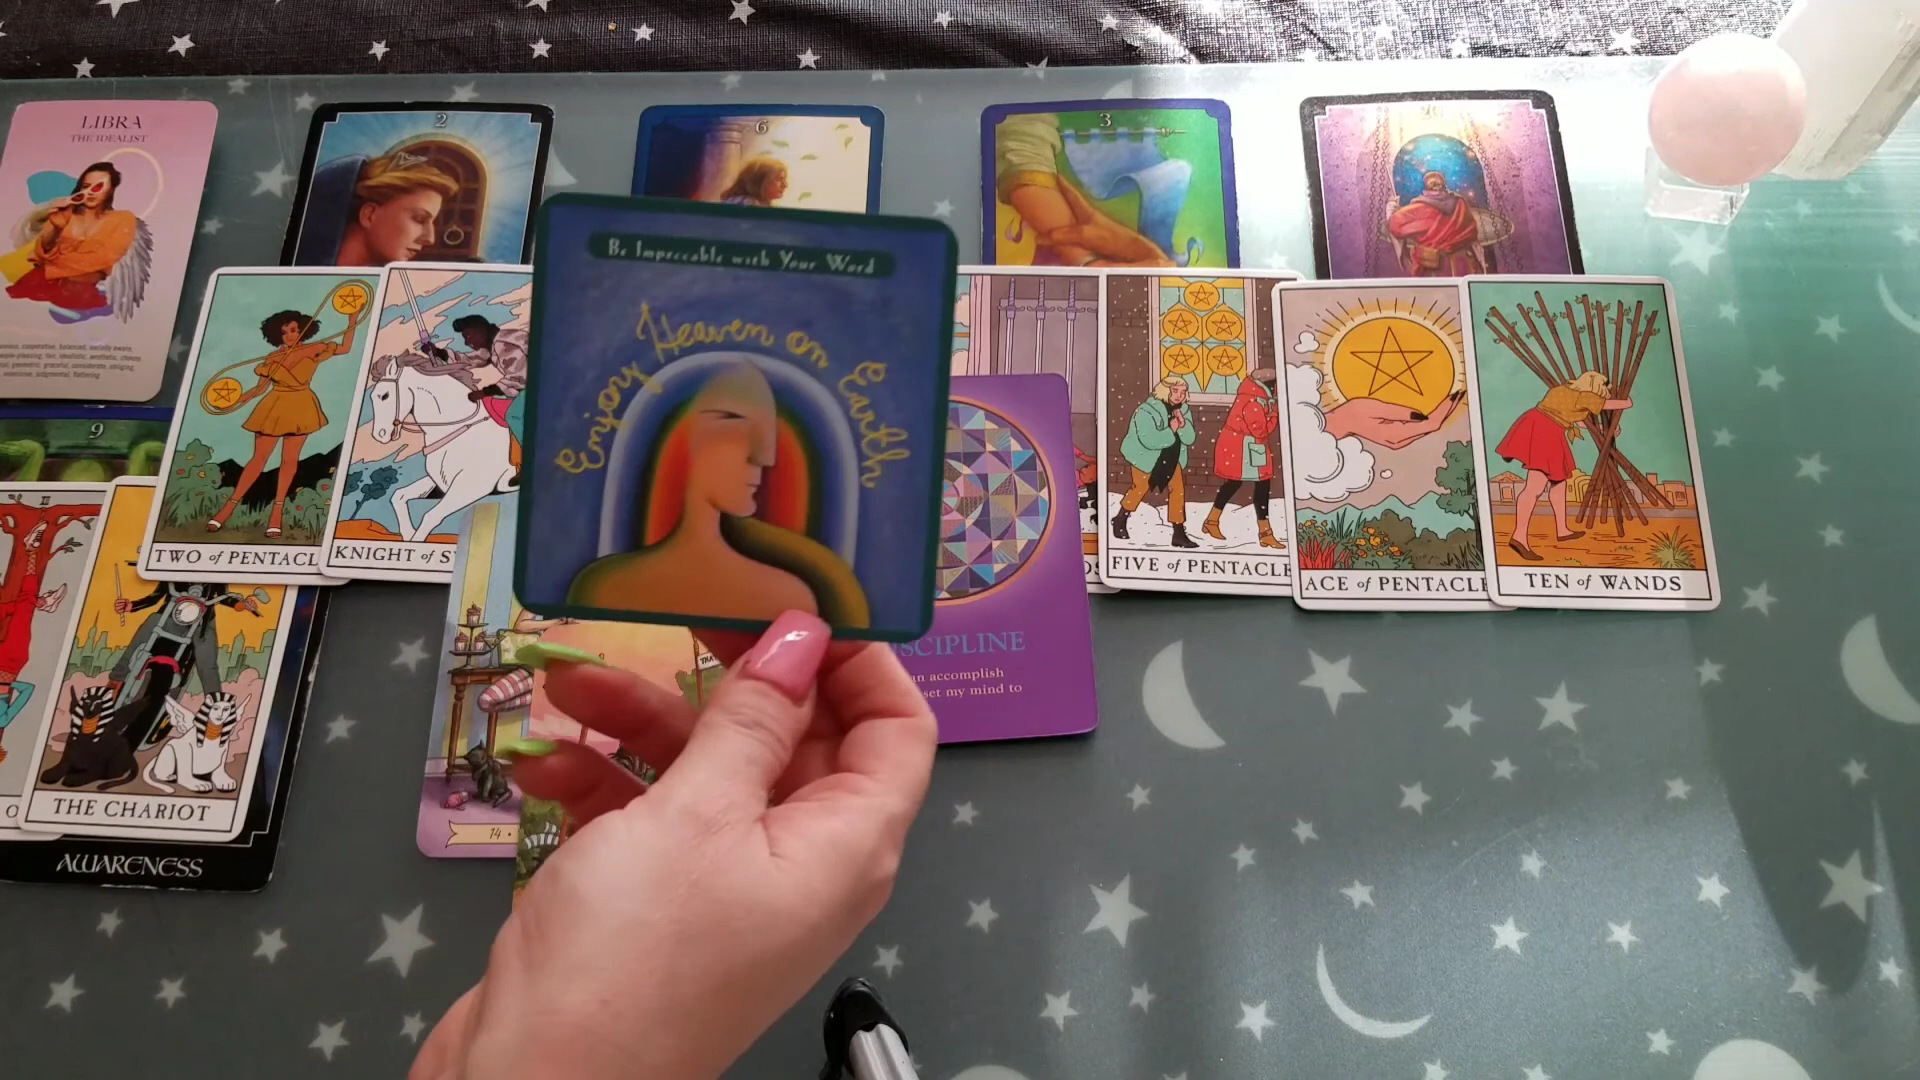 LIBRA
THE IDEALIST
2
6
3
9
Be Impeccable with Your Word
Enjoy Heaven on Earth
TWO of PENTACL
KNIGHT of S
FIVE of PENTACLE
ACE of PENTACLE
TEN of WANDS
SCIPLINE
an accomplish
set my mind to
THE CHARIOT
14
AWARENESS